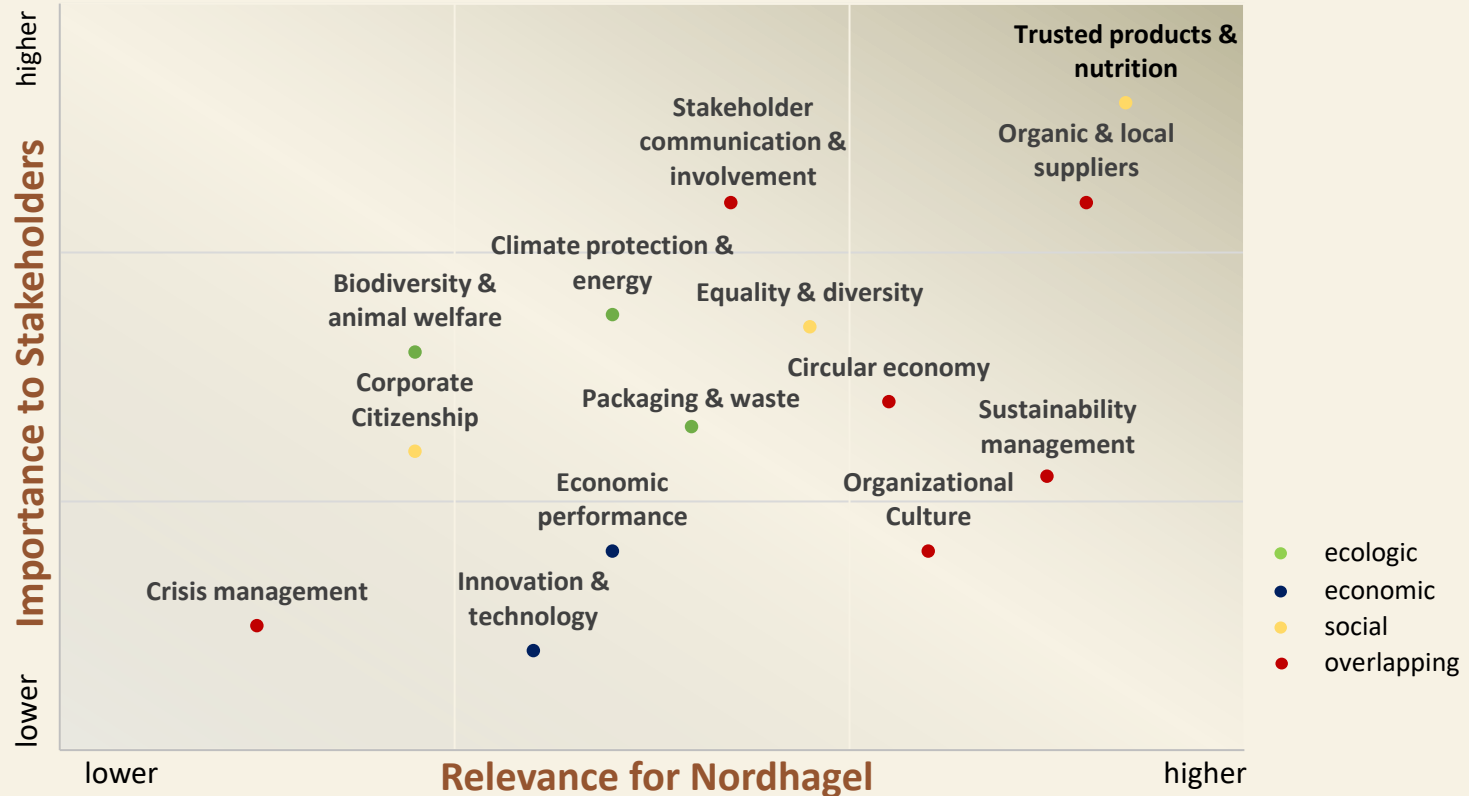 higher
Importance to Stakeholders
lower
Trusted products &
nutrition
Stakeholder
communication &
involvement
Organic & local
suppliers
Climate protection &
energy
Biodiversity &
animal welfare
Equality & diversity
Circular economy
Corporate
Citizenship
Packaging & waste
Sustainability
management
Economic
performance
Organizational
Culture
Crisis management
Innovation &
technology
ecologic
economic
social
overlapping
lower
Relevance for Nordhagel
higher